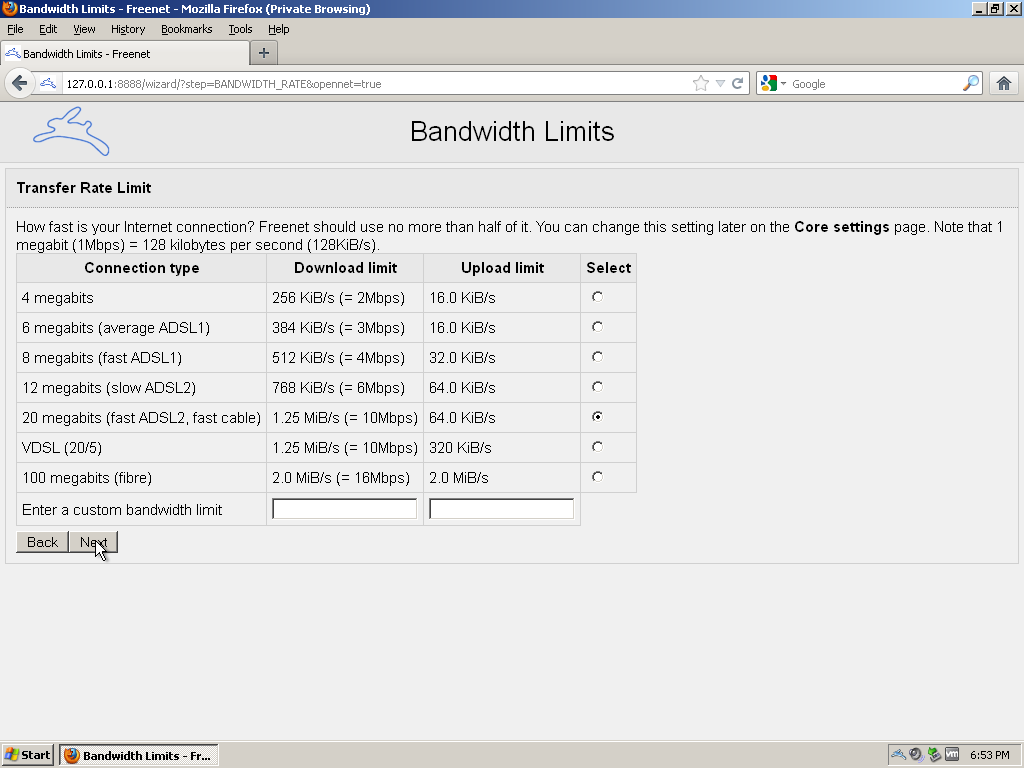 Bandwidth Limits - Freenet - Mozilla Firefox (Private Browsing)
File Edit View History Bookmarks Tools Help
Bandwidth Limits - Freenet
127.0.0.1:8888/wizard/?step=BANDWIDTH_RATE&opennet=true Google
Bandwidth Limits
Transfer Rate Limit
How fast is your Internet connection? Freenet should use no more than half of it. You can change this setting later on the Core settings page. Note that 1
megabit (1Mbps) = 128 kilobytes per second (128KiB/s).
Connection type Download limit Upload limit Select
4 megabits 256 KiB/s (= 2Mbps) 16.0 KiB/s
6 megabits (average ADSL1) 384 KiB/s (= 3Mbps) 16.0 KiB/s
8 megabits (fast ADSL1) 512 KiB/s (= 4Mbps) 32.0 KiB/s
12 megabits (slow ADSL2) 768 KiB/s (= 6Mbps) 64.0 KiB/s
20 megabits (fast ADSL2, fast cable) 1.25 MiB/s (= 10Mbps) 64.0 KiB/s
VDSL (20/5) 1.25 MiB/s (= 10Mbps) 320 KiB/s
100 megabits (fibre) 2.0 MiB/s (= 16Mbps) 2.0 MiB/s
Enter a custom bandwidth limit
Back Next
Start Bandwidth Limits - Fr... vm 6:53 PM